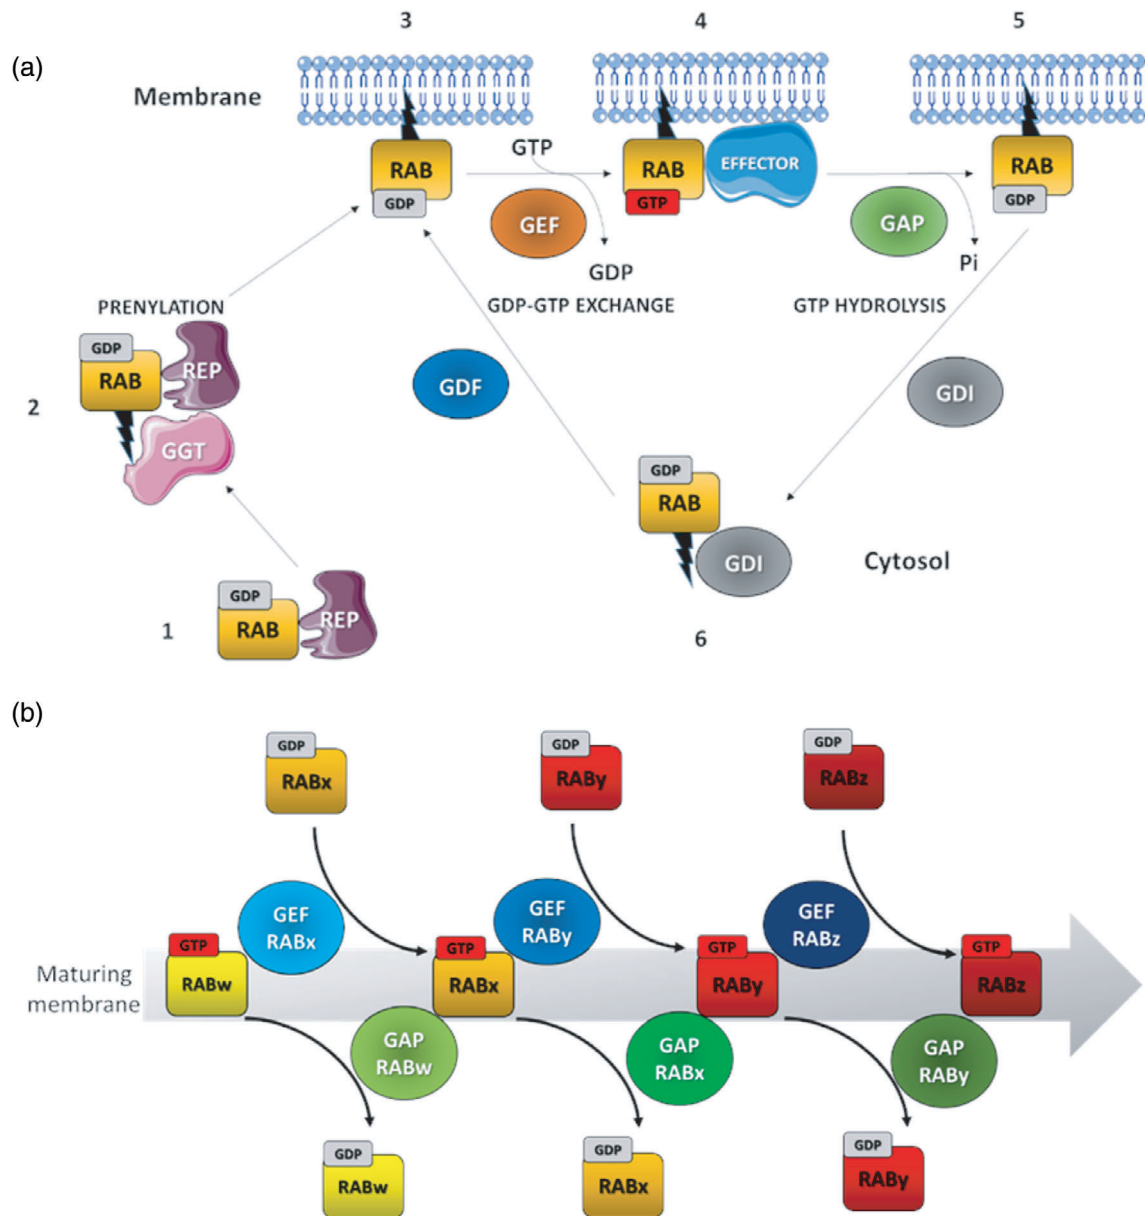 (a)
3
4
5
Membrane
RAB
GDP
GTP
GEF
GDP
GDP-GTP EXCHANGE
RAB
GTP
EFFECTOR
GAP
Pi
GTP HYDROLYSIS
RAB
GDP
PRENYLATION
GDP
RAB
REP
GGT
2
GDF
GDI
GDP
RAB
GDI
Cytosol
6
1
GDP
RAB
REP
(b)
GDP
RABx
GDP
RABy
GDP
RABz
GEF
RABx
GEF
RABy
GEF
RABz
Maturing
membrane
GTP
RABw
GTP
RABx
GTP
RABy
GTP
RABz
GAP
RABw
GAP
RABx
GAP
RABy
GDP
RABw
GDP
RABx
GDP
RABy